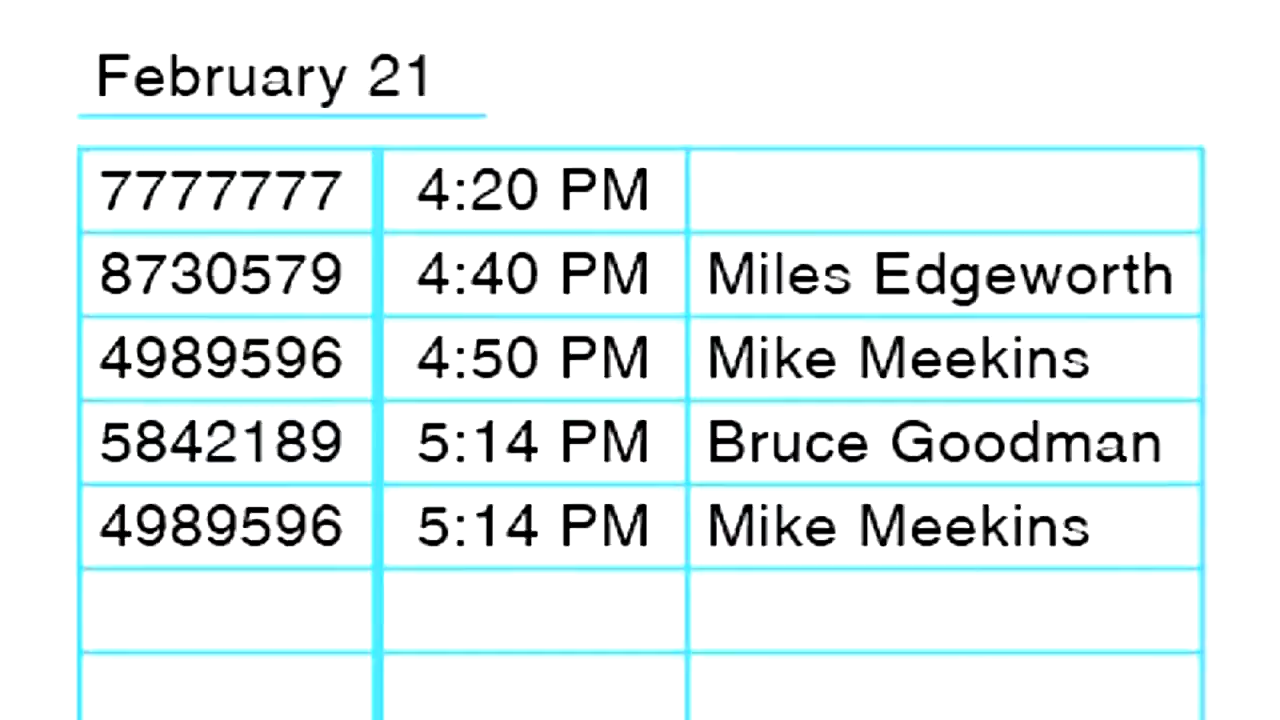 February 21
7777777 4:20 PM
8730579 4:40 PM Miles Edgeworth
4989596 4:50 PM Mike Meekins
5842189 5:14 PM Bruce Goodman
4989596 5:14 PM Mike Meekins